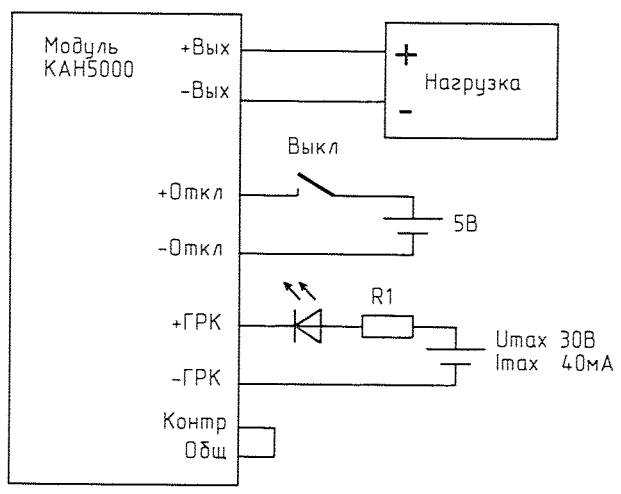 Модуль
КАН5000
+Вых
-Вых
+
Нагрузка
-
Выкл
+Откл
-Откл
5В
R1
+ГРК
-ГРК
Umax 30В
Imax 40мА
Контр
Общ